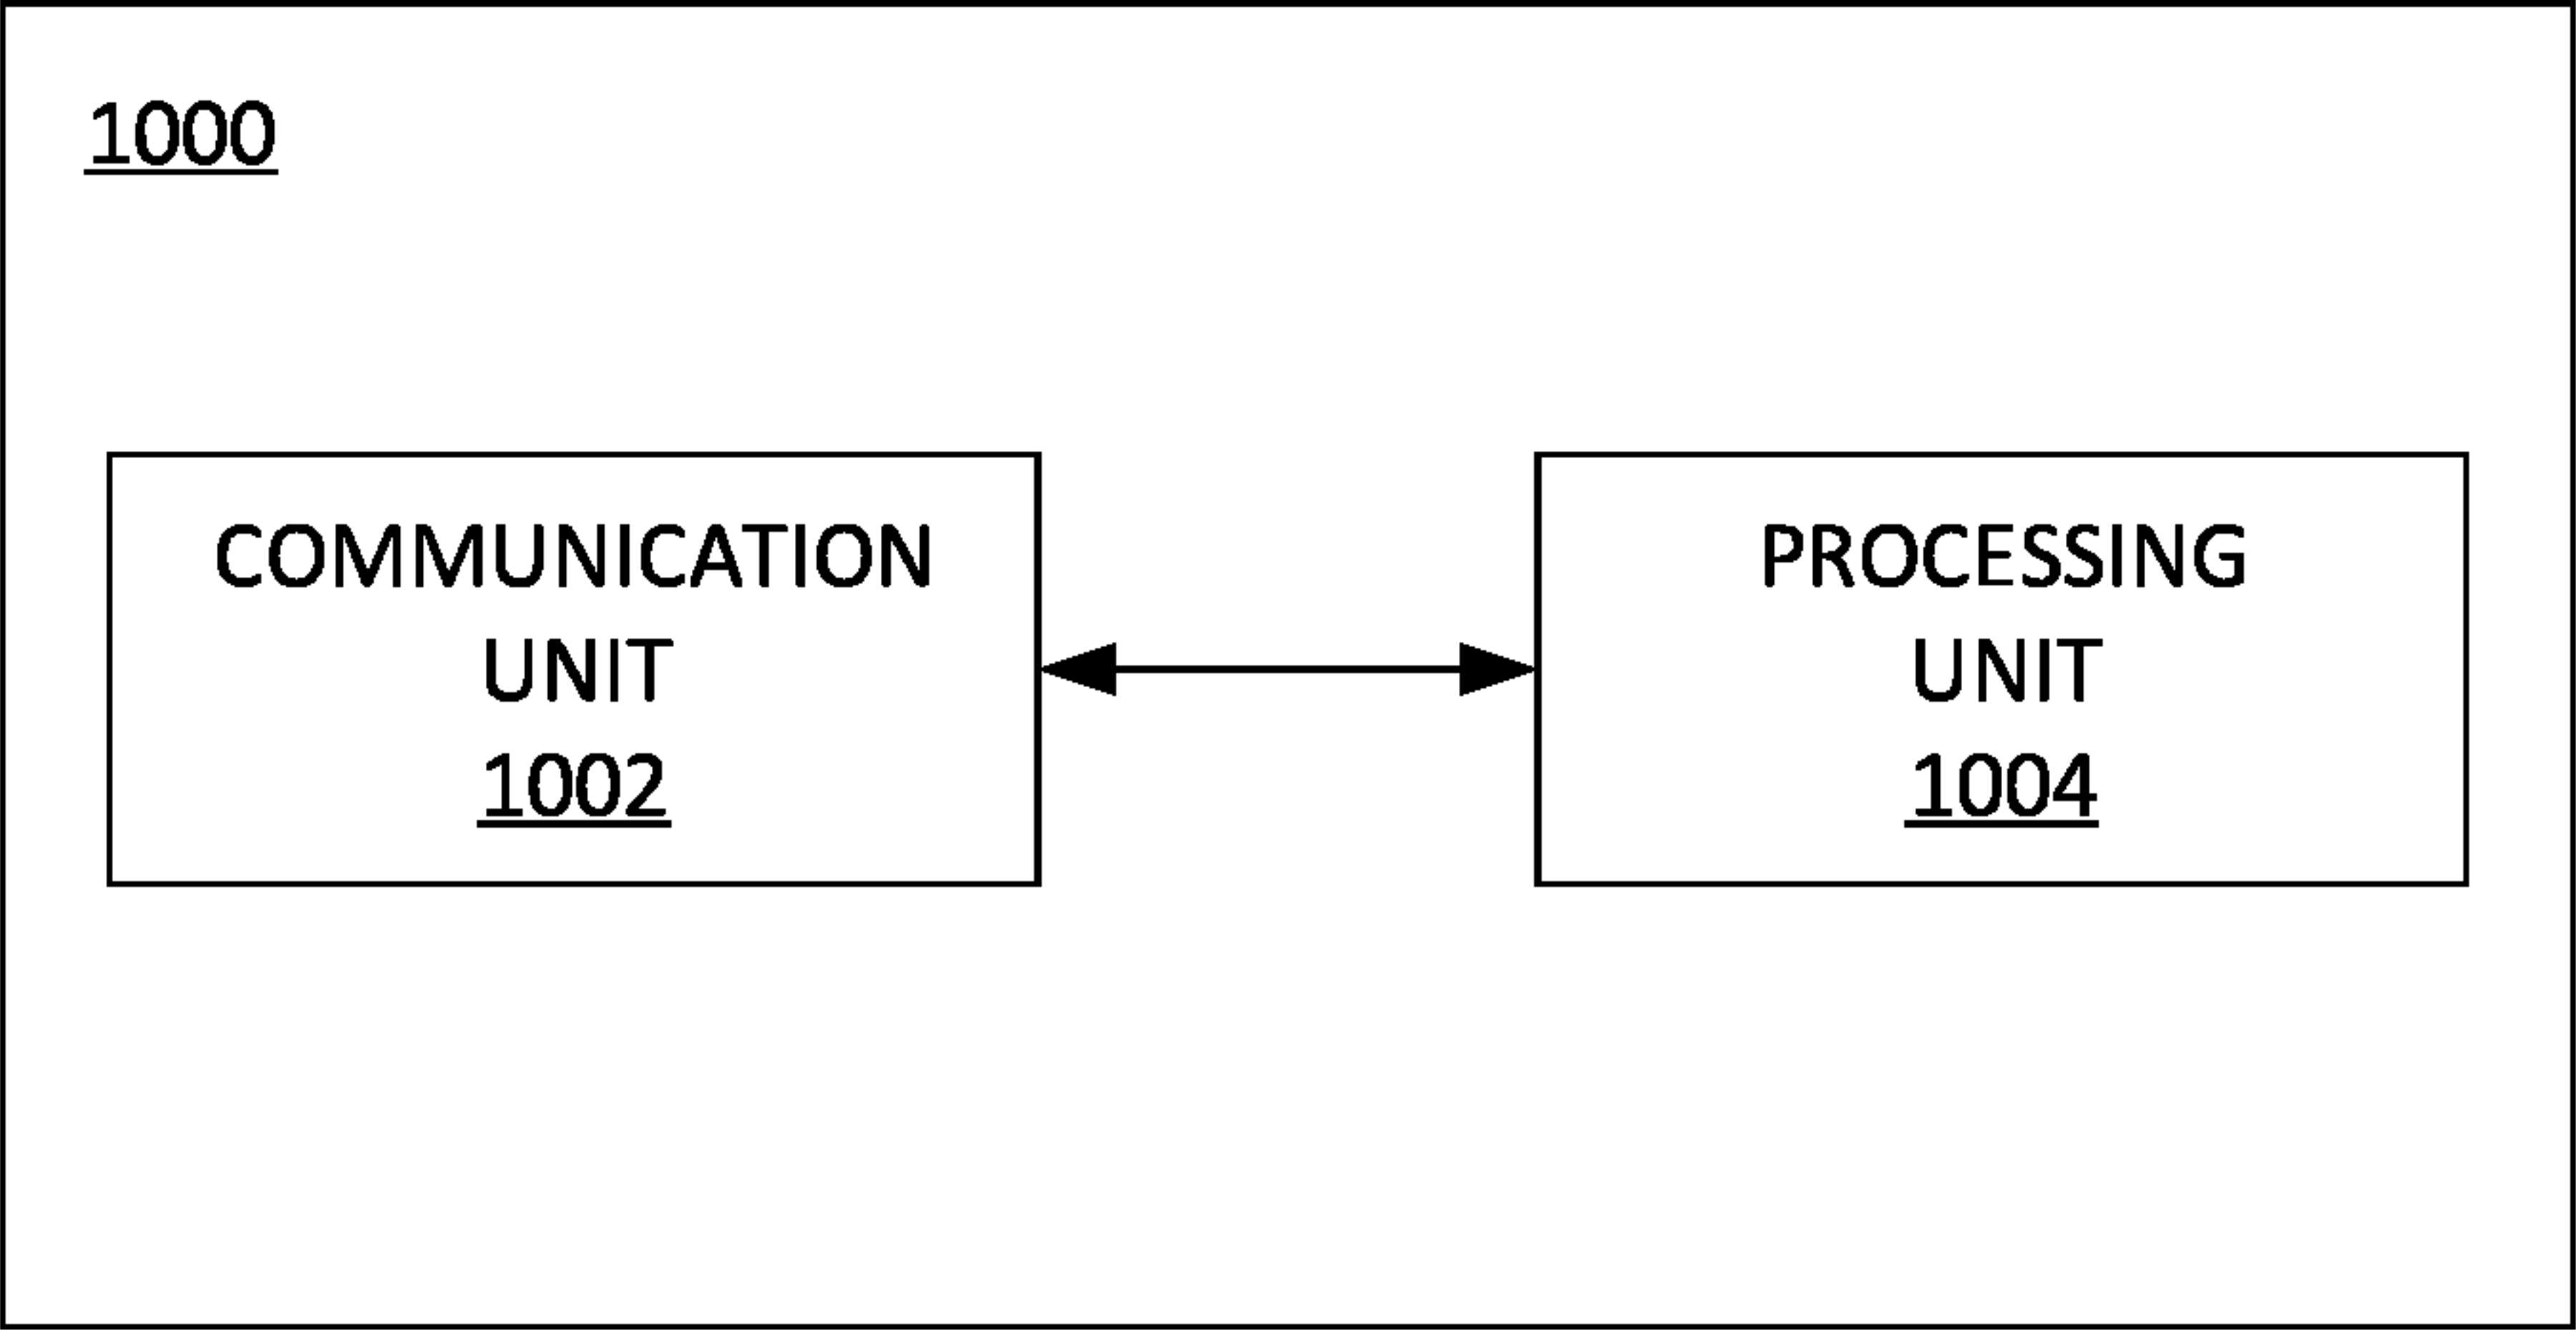 1000
COMMUNICATION
UNIT
1002
PROCESSING
UNIT
1004